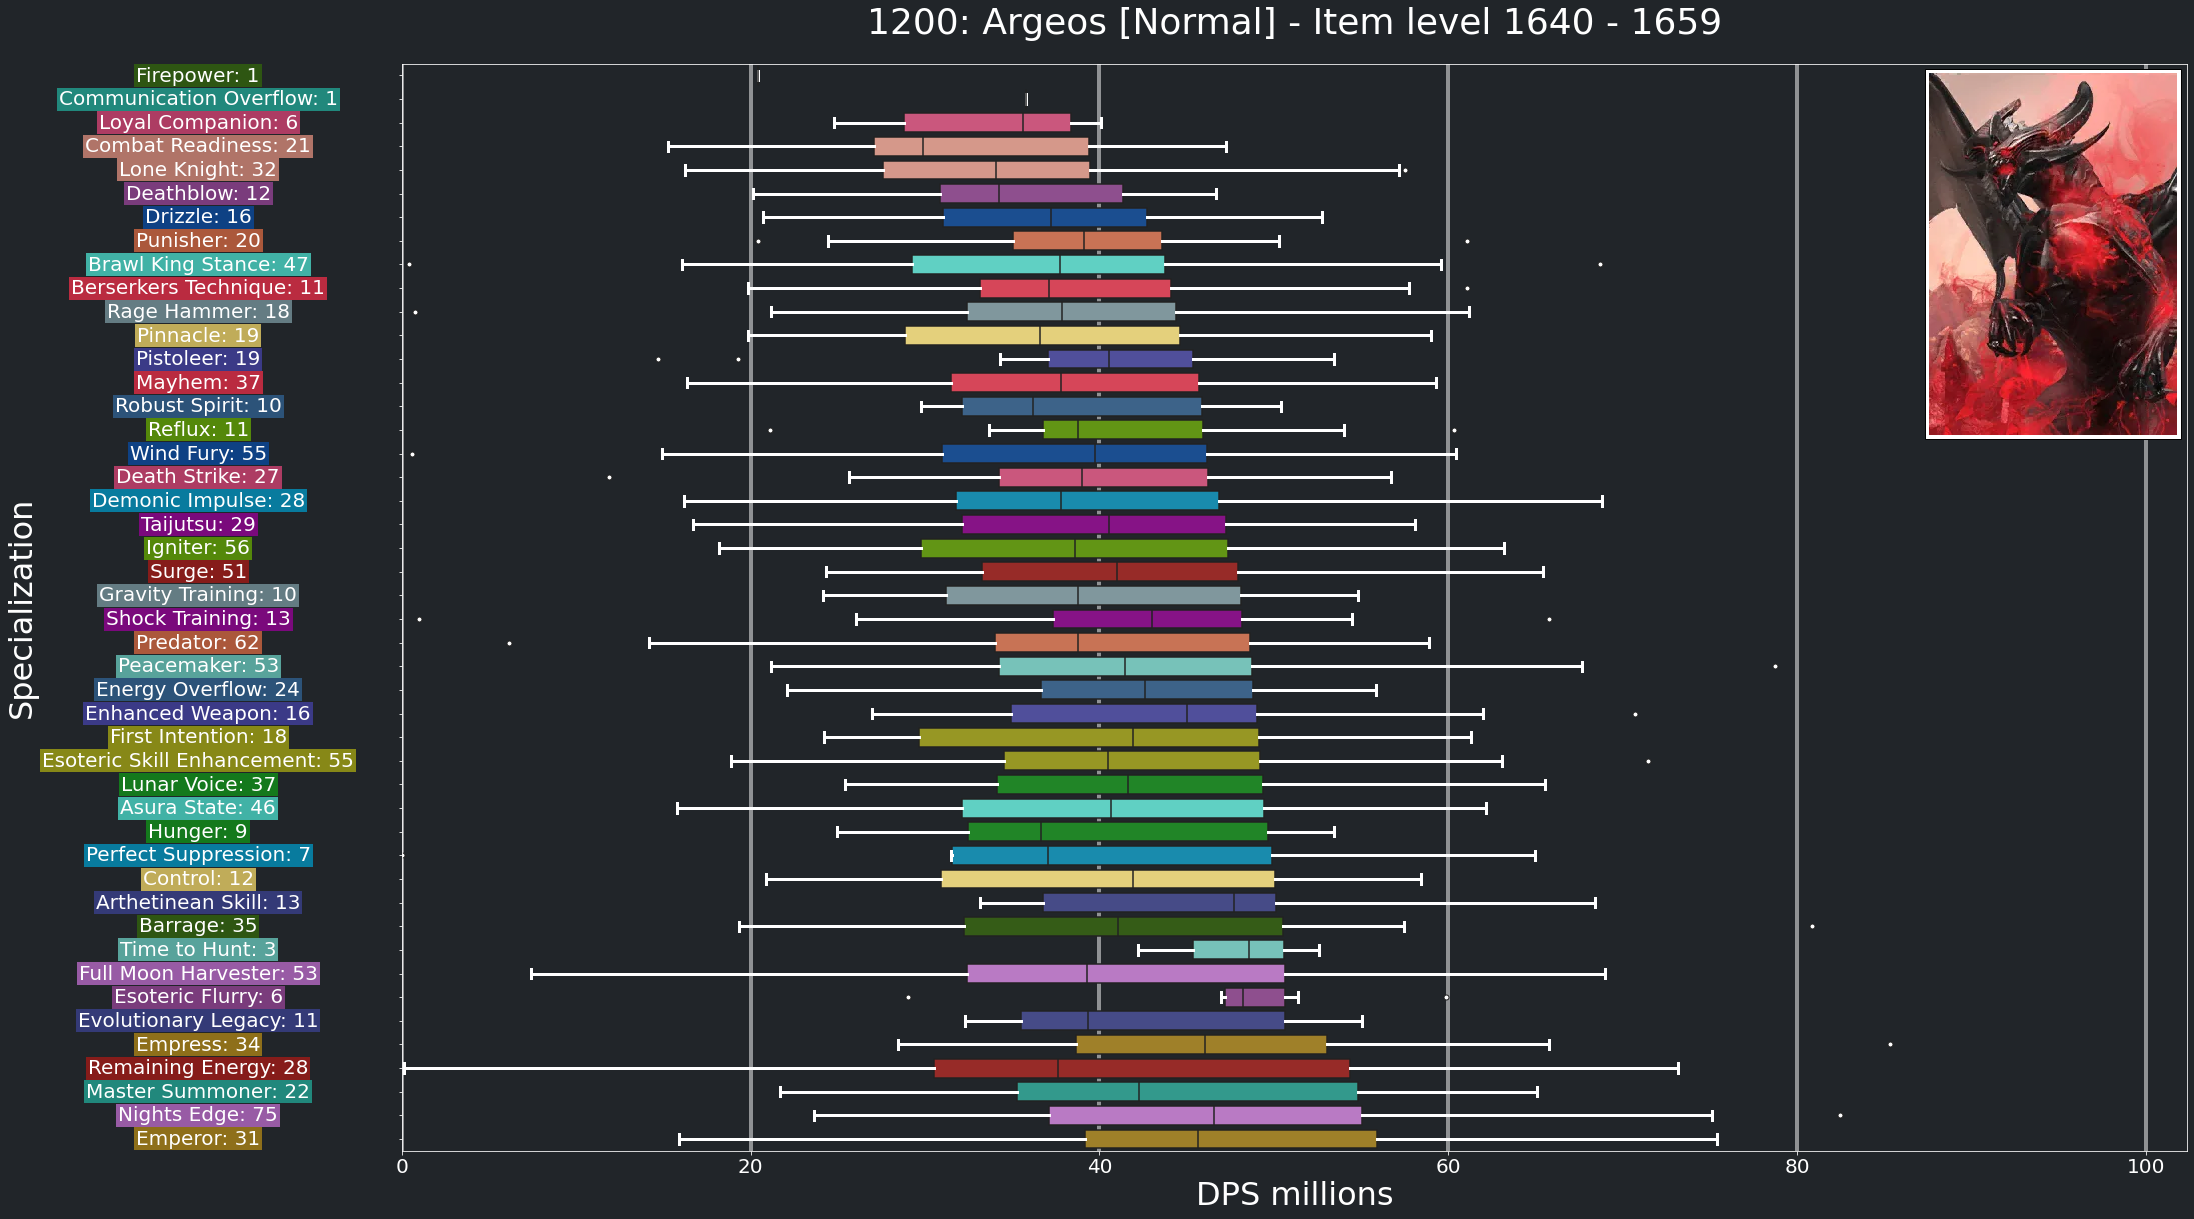 1200: Argeos [Normal] - Item level 1640 - 1659
Specialization
Firepower: 1
Communication Overflow: 1
Loyal Companion: 6
Combat Readiness: 21
Lone Knight: 32
Deathblow: 12
Drizzle: 16
Punisher: 20
Brawl King Stance: 47
Berserkers Technique: 11
Rage Hammer: 18
Pinnacle: 19
Pistoleer: 19
Mayhem: 37
Robust Spirit: 10
Reflux: 11
Wind Fury: 55
Death Strike: 27
Demonic Impulse: 28
Taijutsu: 29
Igniter: 56
Surge: 51
Gravity Training: 10
Shock Training: 13
Predator: 62
Peacemaker: 53
Energy Overflow: 24
Enhanced Weapon: 16
First Intention: 18
Esoteric Skill Enhancement: 55
Lunar Voice: 37
Asura State: 46
Hunger: 9
Perfect Suppression: 7
Control: 12
Arthetinean Skill: 13
Barrage: 35
Time to Hunt: 3
Full Moon Harvester: 53
Esoteric Flurry: 6
Evolutionary Legacy: 11
Empress: 34
Remaining Energy: 28
Master Summoner: 22
Nights Edge: 75
Emperor: 31
0 20 40 60 80 100
DPS millions